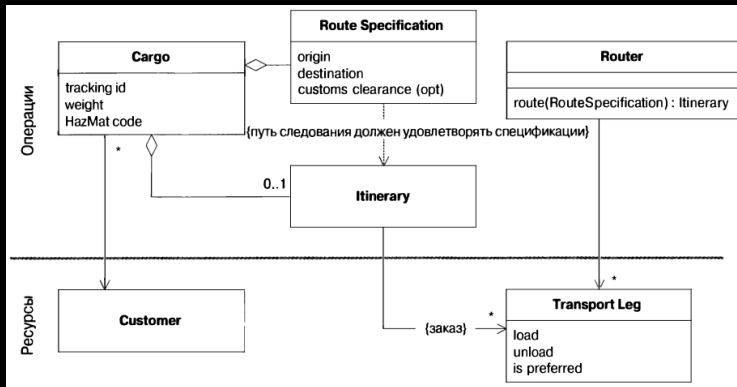 Операции
Cargo
tracking id
weight
HazMat code
Route Specification
origin
destination
customs clearance (opt)
Router
route(RouteSpecification) : Itinerary
{путь следования должен удовлетворять спецификации}
*
0..1
Itinerary
Ресурсы
Customer
{заказ}
*
*
Transport Leg
load
unload
is preferred